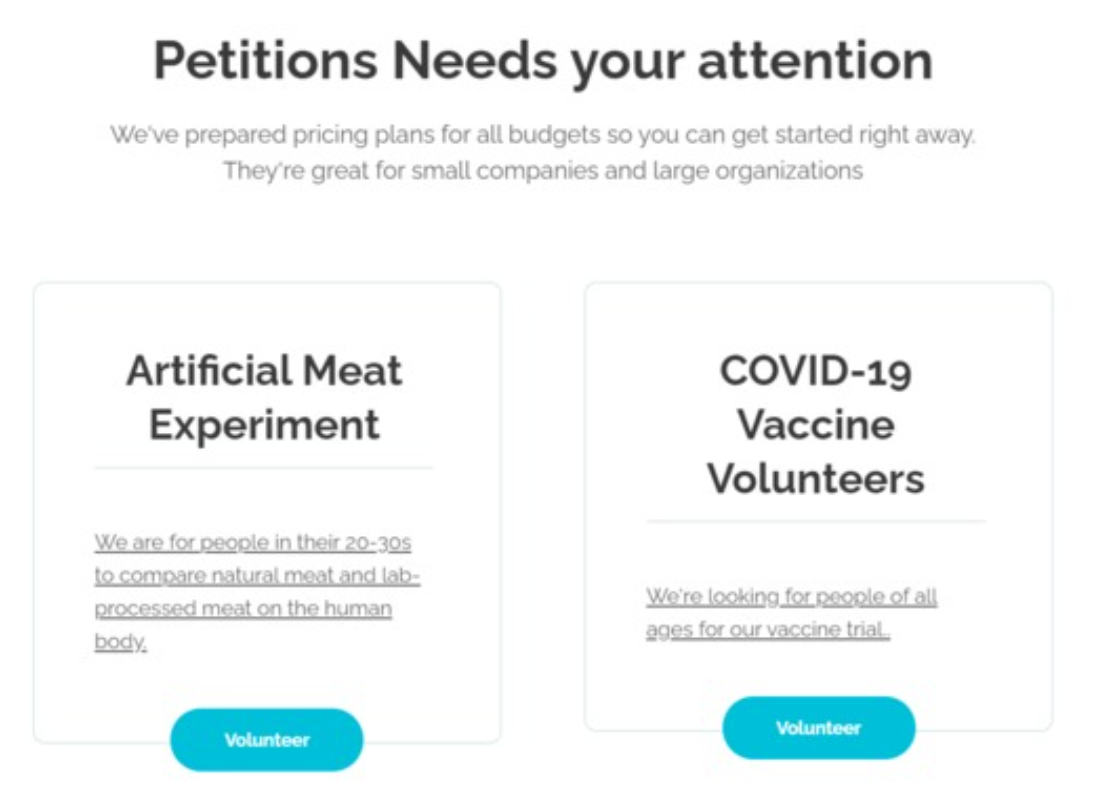 Petitions Needs your attention
We've prepared pricing plans for all budgets so you can get started right away.
They're great for small companies and large organizations
Artificial Meat
Experiment
We are for people in their 20-30s
to compare natural meat and lab-
processed meat on the human
body.
Volunteer
COVID-19
Vaccine
Volunteers
We're looking for people of all
ages for our vaccine trial..
Volunteer